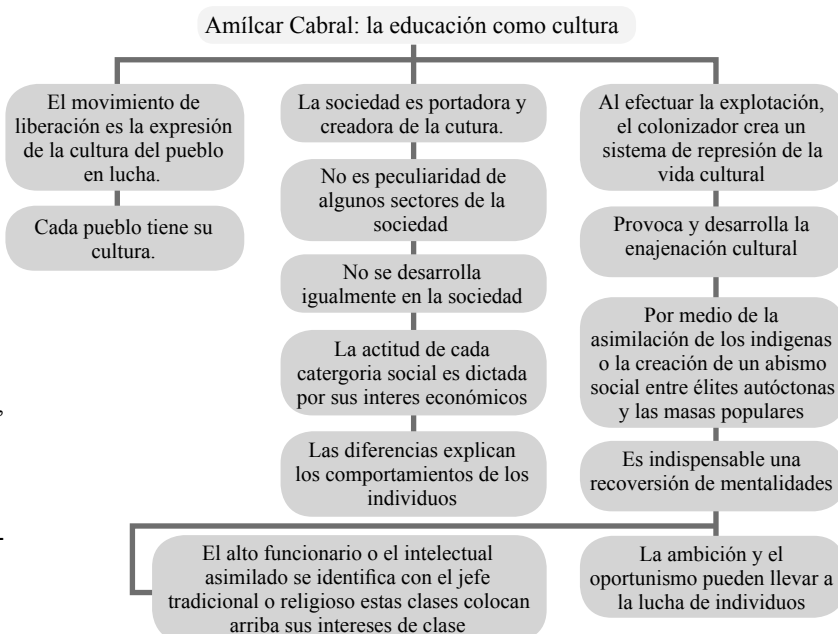 Amílcar Cabral: la educación como cultura
El movimiento de
liberación es la expresión
de la cultura del pueblo
en lucha.
Cada pueblo tiene su
cultura.
La sociedad es portadora y
creadora de la cutura.
No es peculiaridad de
algunos sectores de la
sociedad
No se desarrolla
igualmente en la sociedad
La actitud de cada
catergoria social es dictada
por sus interes económicos
Las diferencias explican
los comportamientos de los
individuos
Al efectuar la explotación,
el colonizador crea un
sistema de represión de la
vida cultural
Provoca y desarrolla la
enajenación cultural
Por medio de la
asimilación de los indigenas
o la creación de un abismo
social entre élites autóctonas
y las masas populares
Es indispensable una
recoversión de mentalidades
El alto funcionario o el intelectual
asimilado se identifica con el jefe
tradicional o religioso estas clases colocan
arriba sus intereses de clase
La ambición y el
oportunismo pueden llevar a
la lucha de individuos